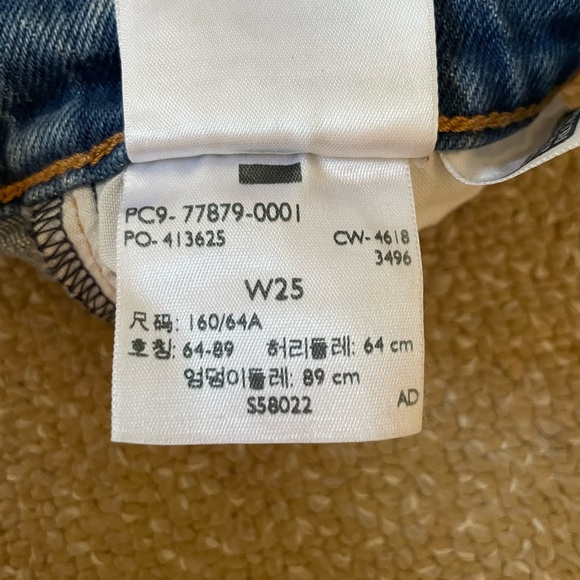 PC9-77879-0001
PO-413625 CW-4618
3496
W25
尺码: 160/64A
호칭: 64-89 허리둘레: 64 cm
엉덩이둘레: 89 cm
S58022 AD